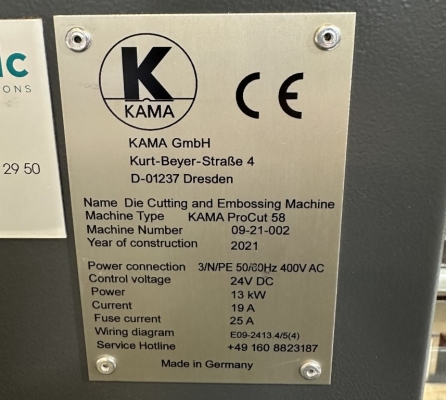 ic
IONS
29 50
K
KAMA
CE
KAMA GmbH
Kurt-Beyer-Straße 4
D-01237 Dresden
Name Die Cutting and Embossing Machine
Machine Type KAMA ProCut 58
Machine Number 09-21-002
Year of construction 2021
Power connection 3/N/PE 50/60Hz 400V AC
Control voltage 24V DC
Power 13 kW
Current 19 A
Fuse current 25 A
Wiring diagram E09-2413.4/5(4)
Service Hotline +49 160 8823187
Made in Germany